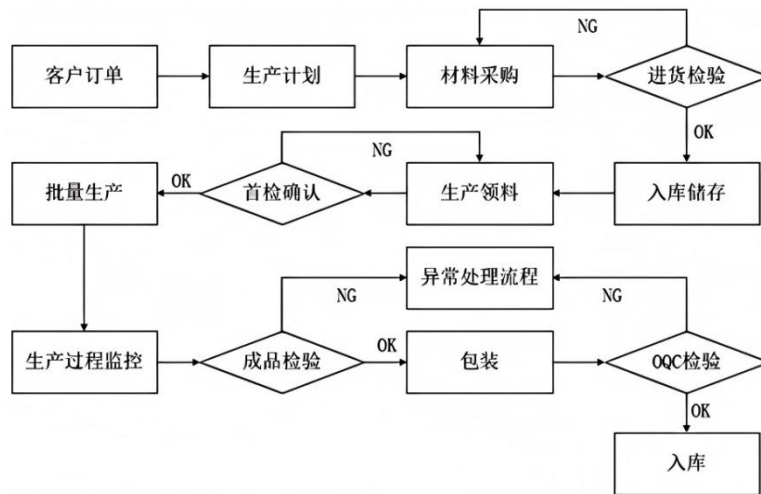 NG
客户订单
生产计划
材料采购
进货检验
OK
NG
批量生产
OK
首检确认
生产领料
入库储存
异常处理流程
NG
NG
生产过程监控
成品检验
OK
包装
OQC检验
OK
入库